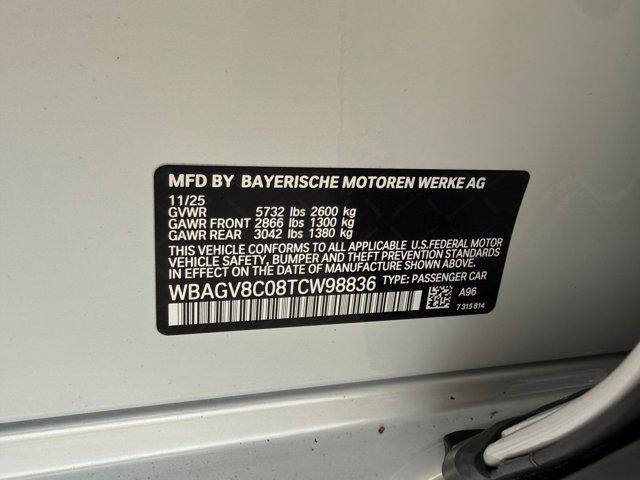 MFD BY BAYERISCHE MOTOREN WERKE AG
11/25
GVWR 5732 lbs 2600 kg
GAWR FRONT 2866 lbs 1300 kg
GAWR REAR 3042 lbs 1380 kg
THIS VEHICLE CONFORMS TO ALL APPLICABLE U.S.FEDERAL MOTOR
VEHICLE SAFETY, BUMPER, AND THEFT PREVENTION STANDARDS
IN EFFECT ON THE DATE OF MANUFACTURE SHOWN ABOVE.
WBAGV8C08TCW98836 TYPE: PASSENGER CAR
A96
7 315 814